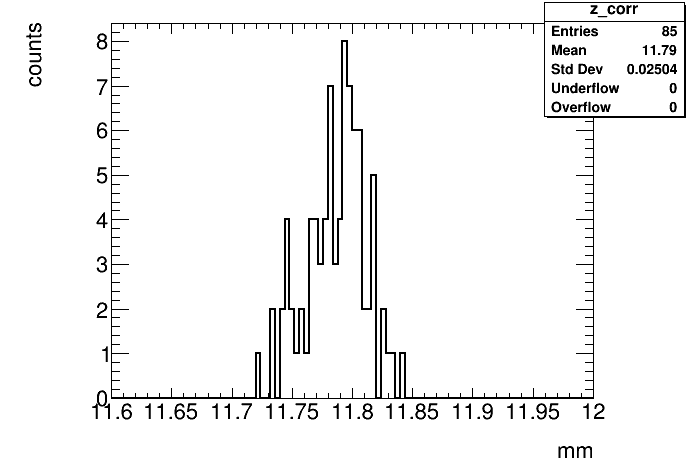 z_corr
Entries 85
Mean 11.79
Std Dev 0.02504
Underflow 0
Overflow 0
counts
8
7
6
5
4
3
2
1
0
11.6 11.65 11.7 11.75 11.8 11.85 11.9 11.95 12
mm